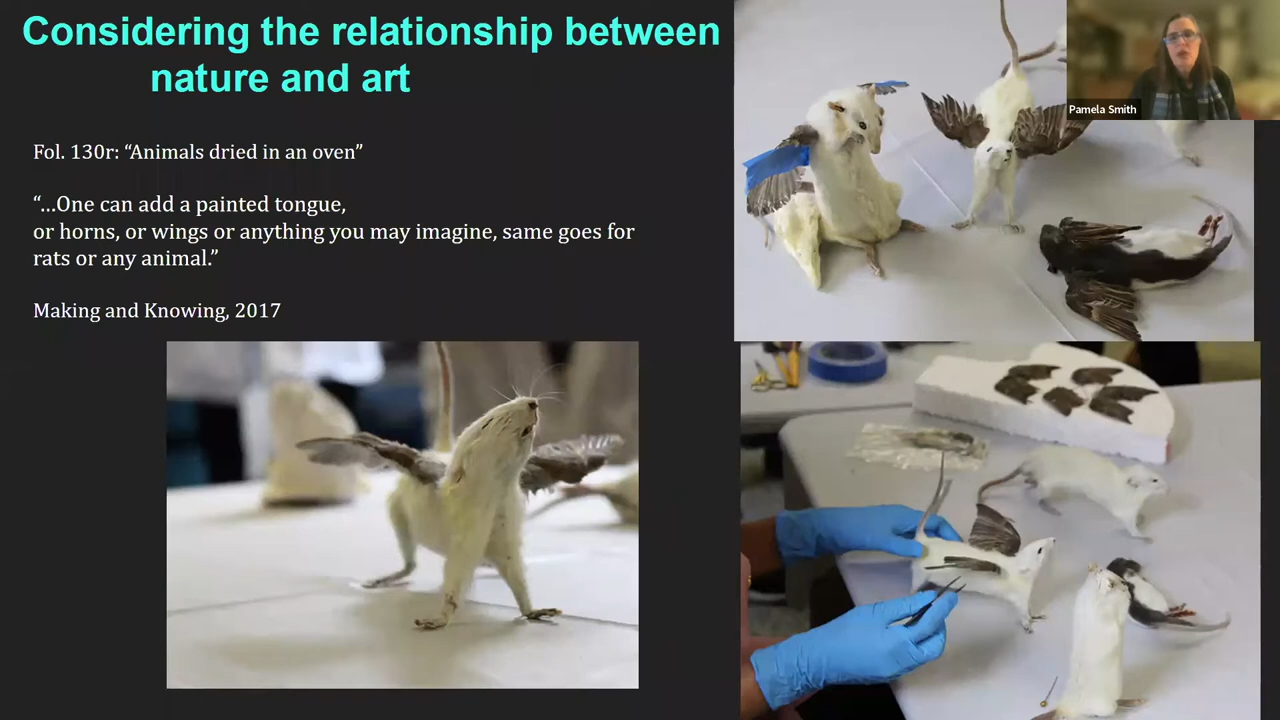 Considering the relationship between
nature and art
Fol. 130r: “Animals dried in an oven”
“…One can add a painted tongue,
or horns, or wings or anything you may imagine, same goes for
rats or any animal.”
Making and Knowing, 2017
Pamela Smith